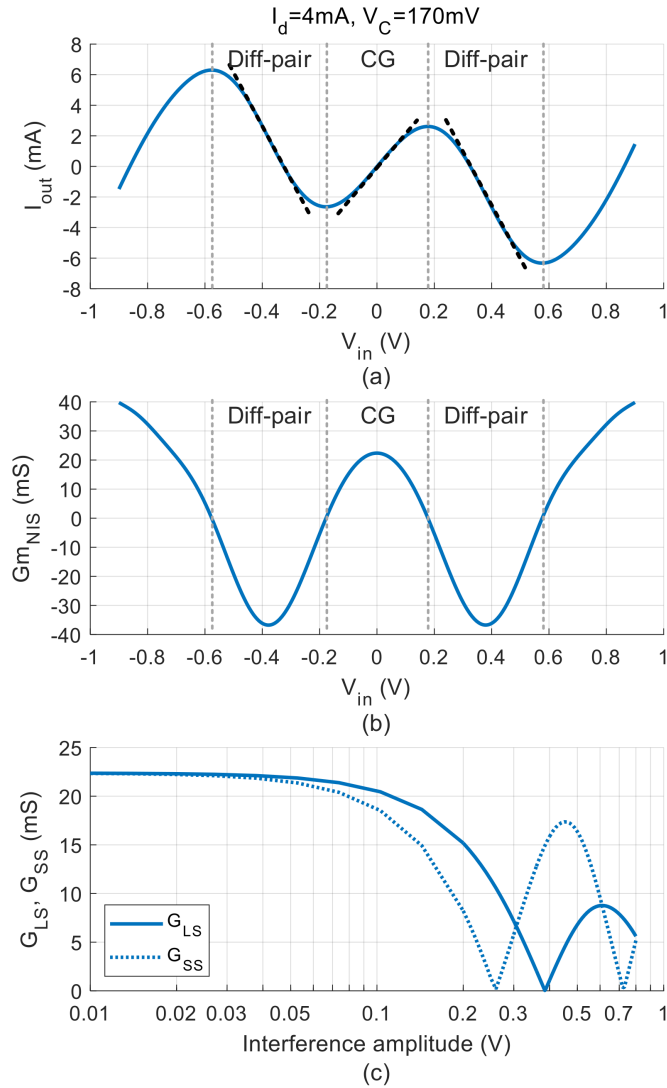 I_d=4mA, V_C=170mV
Diff-pair CG Diff-pair
8
6
4
2
0
-2
-4
-6
-8
I_out (mA)
-1 -0.8 -0.6 -0.4 -0.2 0 0.2 0.4 0.6 0.8 1
V_in (V)
(a)
Diff-pair CG Diff-pair
40
30
20
10
0
-10
-20
-30
-40
Gm_NIS (mS)
-1 -0.8 -0.6 -0.4 -0.2 0 0.2 0.4 0.6 0.8 1
V_in (V)
(b)
25
20
15
10
5
0
G_LS, G_SS (mS)
G_LS
G_SS
0.01 0.02 0.03 0.05 0.1 0.2 0.3 0.5 0.7 1
Interference amplitude (V)
(c)